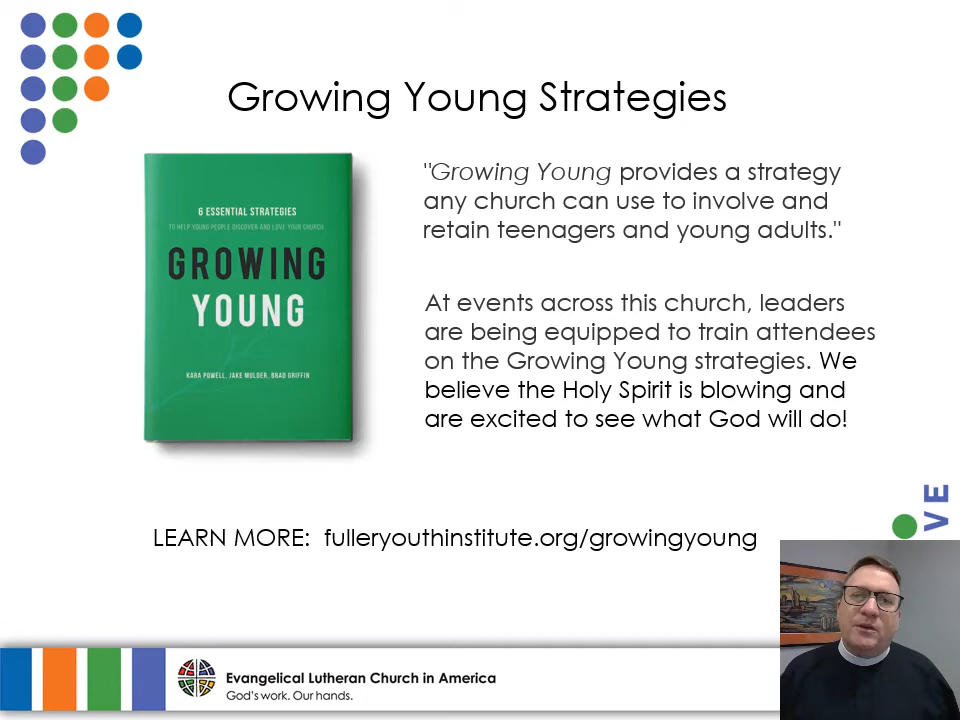 Growing Young Strategies
6 ESSENTIAL STRATEGIES
TO HELP YOUNG PEOPLE DISCOVER AND LOVE YOUR CHURCH
GROWING
YOUNG
KARA POWELL, JAKE MULDER, BRAD GRIFFIN
"Growing Young provides a strategy
any church can use to involve and
retain teenagers and young adults."
At events across this church, leaders
are being equipped to train attendees
on the Growing Young strategies. We
believe the Holy Spirit is blowing and
are excited to see what God will do!
VE
LEARN MORE: fulleryouthinstitute.org/growingyoung
Evangelical Lutheran Church in America
God's work. Our hands.